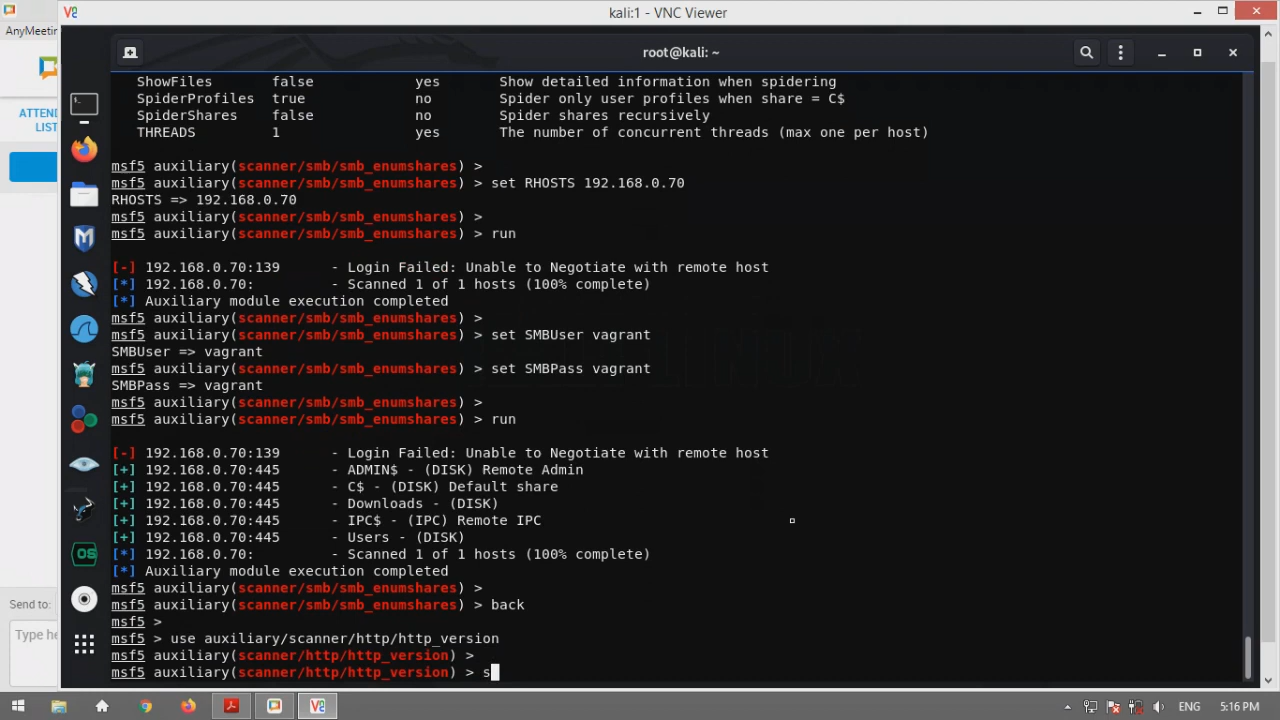 kali:1 - VNC Viewer
AnyMeetin
root@kali: ~
ATTEND
LIST
ShowFiles false yes Show detailed information when spidering
SpiderProfiles true no Spider only user profiles when share = C$
SpiderShares false no Spider shares recursively
THREADS 1 yes The number of concurrent threads (max one per host)
msf5 auxiliary(scanner/smb/smb_enumshares) >
msf5 auxiliary(scanner/smb/smb_enumshares) > set RHOSTS 192.168.0.70
RHOSTS => 192.168.0.70
msf5 auxiliary(scanner/smb/smb_enumshares) >
msf5 auxiliary(scanner/smb/smb_enumshares) > run
[-] 192.168.0.70:139 - Login Failed: Unable to Negotiate with remote host
[*] 192.168.0.70: - Scanned 1 of 1 hosts (100% complete)
[*] Auxiliary module execution completed
msf5 auxiliary(scanner/smb/smb_enumshares) >
msf5 auxiliary(scanner/smb/smb_enumshares) > set SMBUser vagrant
SMBUser => vagrant
msf5 auxiliary(scanner/smb/smb_enumshares) > set SMBPass vagrant
SMBPass => vagrant
msf5 auxiliary(scanner/smb/smb_enumshares) >
msf5 auxiliary(scanner/smb/smb_enumshares) > run
[-] 192.168.0.70:139 - Login Failed: Unable to Negotiate with remote host
[+] 192.168.0.70:445 - ADMIN$ - (DISK) Remote Admin
[+] 192.168.0.70:445 - C$ - (DISK) Default share
[+] 192.168.0.70:445 - Downloads - (DISK)
[+] 192.168.0.70:445 - IPC$ - (IPC) Remote IPC
[+] 192.168.0.70:445 - Users - (DISK)
[*] 192.168.0.70: - Scanned 1 of 1 hosts (100% complete)
[*] Auxiliary module execution completed
msf5 auxiliary(scanner/smb/smb_enumshares) >
msf5 auxiliary(scanner/smb/smb_enumshares) > back
msf5 >
msf5 > use auxiliary/scanner/http/http_version
msf5 auxiliary(scanner/http/http_version) >
msf5 auxiliary(scanner/http/http_version) > s
Send to:
Type he
ENG
5:16 PM